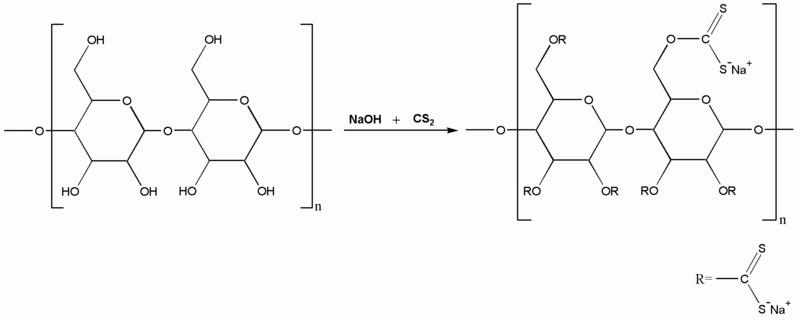 OH OH OR O C S S⁻Na⁺
O O O O O NaOH + CS₂ O O O O O
HO OH HO OH n RO OR RO OR n
S
R= C
S⁻Na⁺